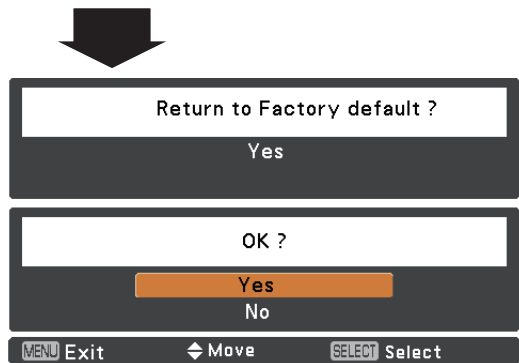 Return to Factory default ?
Yes
OK ?
Yes
No
MENU Exit Move SELECT Select